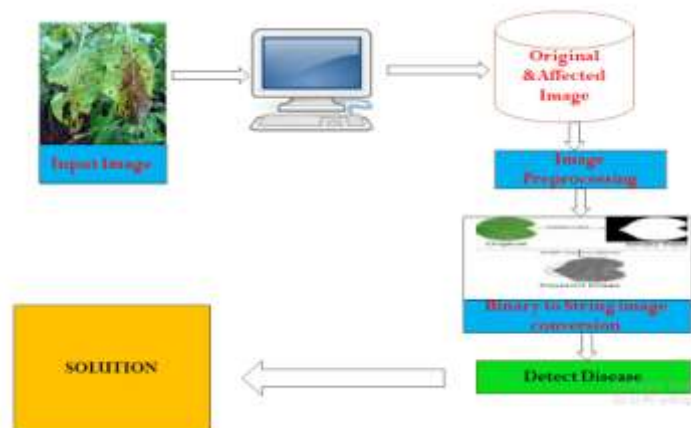 Input Image
Original
&Affected
Image
Image
Preprocessing
Binary to String image
conversion
Detect Disease
SOLUTION